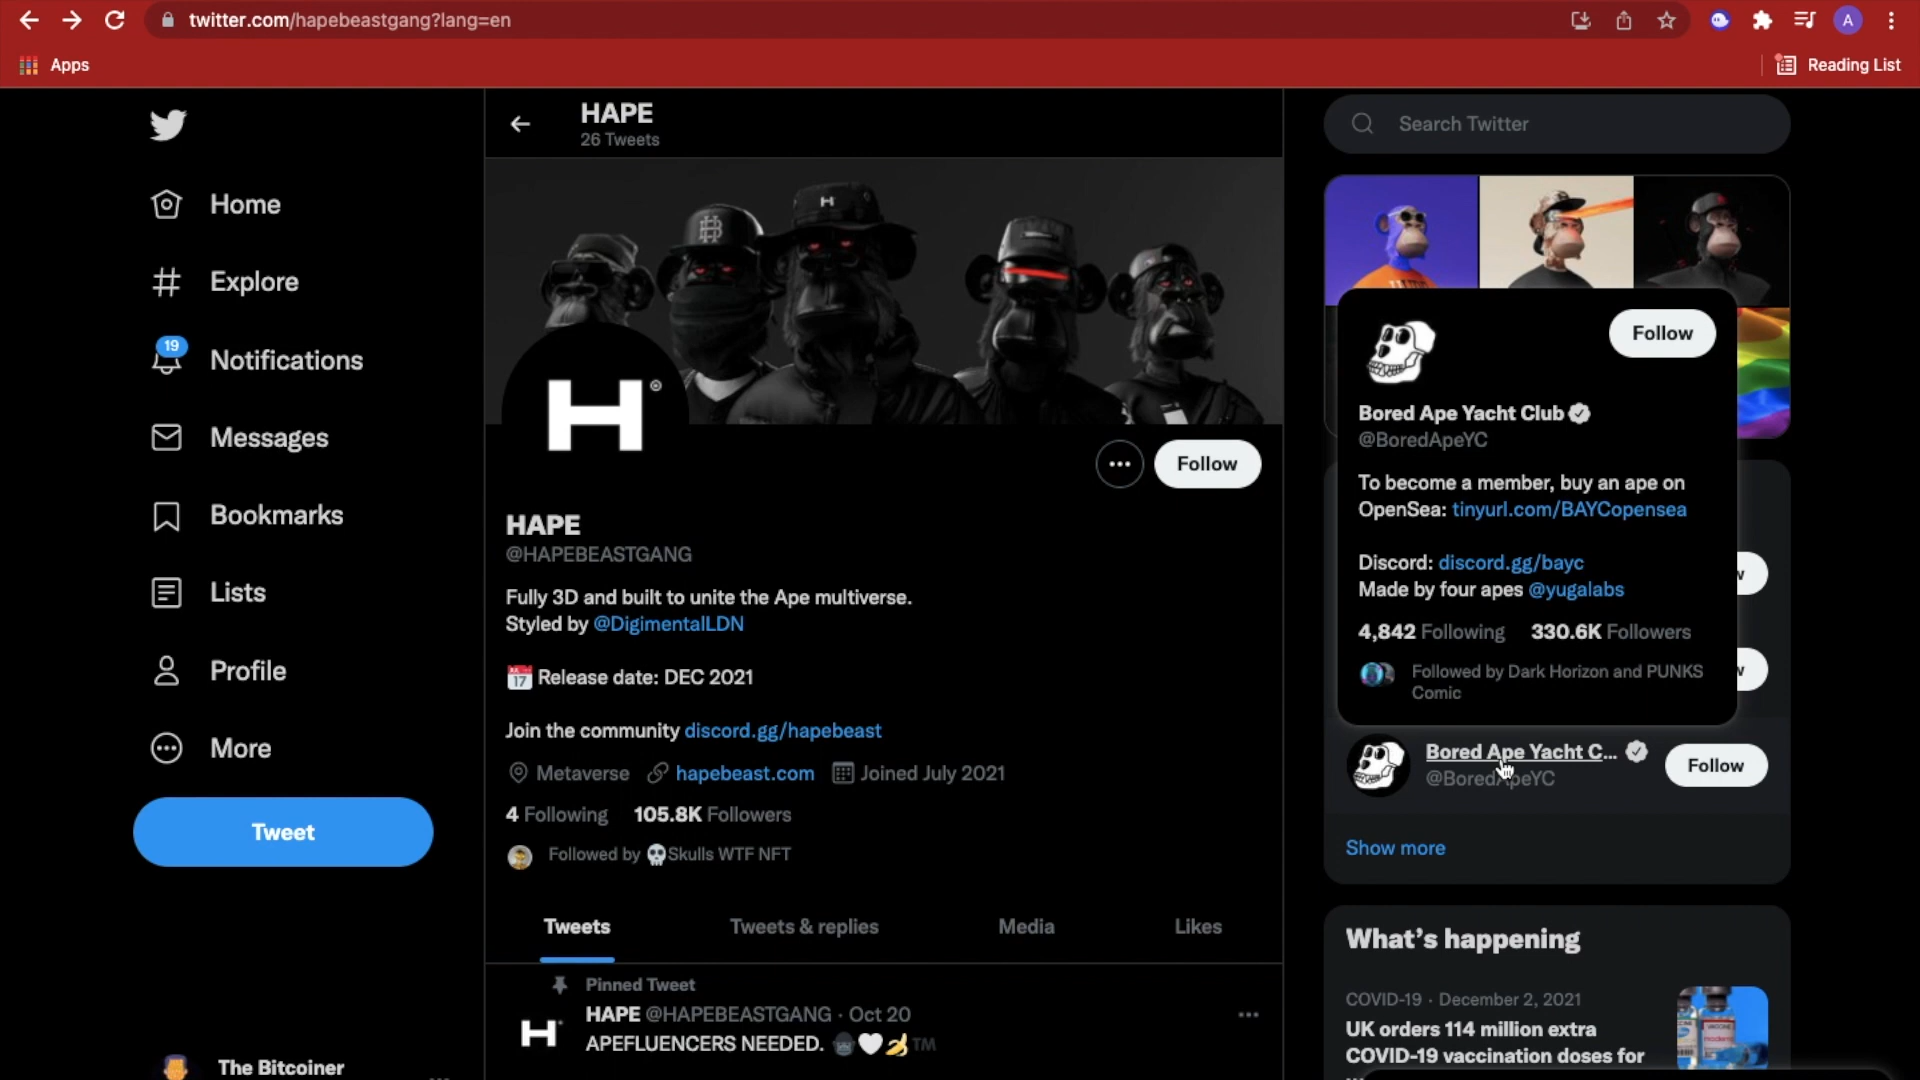 twitter.com/hapebeastgang?lang=en
A
Apps
Reading List
Home
Explore
19
Notifications
Messages
Bookmarks
Lists
Profile
More
Tweet
The Bitcoiner
HAPE
26 Tweets
H
H
Follow
HAPE
@HAPEBEASTGANG
Fully 3D and built to unite the Ape multiverse.
Styled by @DigimentalLDN
17 Release date: DEC 2021
Join the community discord.gg/hapebeast
Metaverse hapebeast.com Joined July 2021
4 Following 105.8K Followers
Followed by 💀Skulls WTF NFT
Tweets Tweets & replies Media Likes
Pinned Tweet
HAPE @HAPEBEASTGANG · Oct 20
H
APEFLUENCERS NEEDED. 🦍🤍🍌™
Search Twitter
Follow
Bored Ape Yacht Club
@BoredApeYC
To become a member, buy an ape on
OpenSea: tinyurl.com/BAYCopensea
Discord: discord.gg/bayc
Made by four apes @yugalabs
4,842 Following 330.6K Followers
Followed by Dark Horizon and PUNKS
Comic
w
w
Bored Ape Yacht C...
@BoredApeYC
Follow
Show more
What's happening
COVID-19 · December 2, 2021
UK orders 114 million extra
COVID-19 vaccination doses for